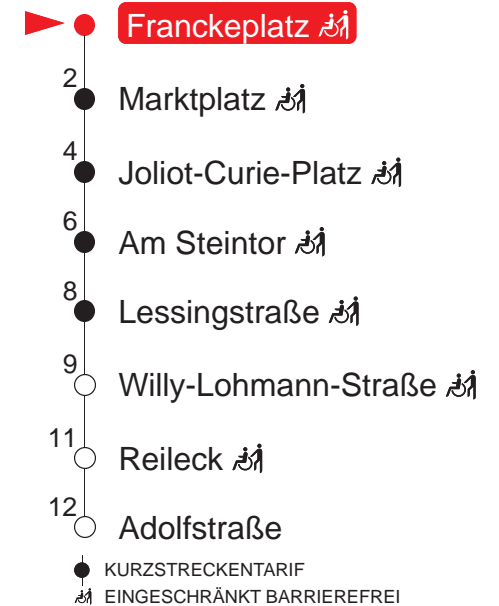 Franckeplatz
2
Marktplatz
4
Joliot-Curie-Platz
6
Am Steintor
8
Lessingstraße
9
Willy-Lohmann-Straße
11
Reileck
12
Adolfstraße
KURZSTRECKENTARIF
EINGESCHRÄNKT BARRIEREFREI